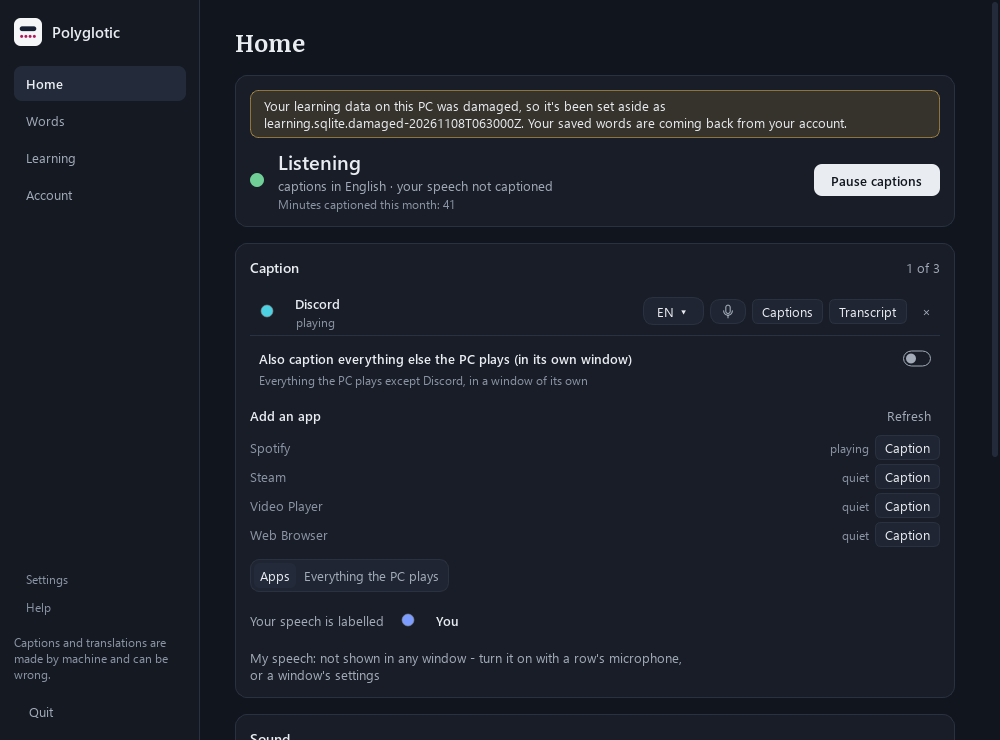 Polyglotic
Home
Words
Learning
Account
Settings
Help
Captions and translations are
made by machine and can be
wrong.
Quit
Home
Your learning data on this PC was damaged, so it's been set aside as
learning.sqlite.damaged-20261108T063000Z. Your saved words are coming back from your account.
Listening
captions in English · your speech not captioned
Minutes captioned this month: 41
Pause captions
Caption
1 of 3
Discord
playing
EN ▾
Captions
Transcript
×
Also caption everything else the PC plays (in its own window)
Everything the PC plays except Discord, in a window of its own
Add an app
Refresh
Spotify playing Caption
Steam quiet Caption
Video Player quiet Caption
Web Browser quiet Caption
Apps Everything the PC plays
Your speech is labelled You
My speech: not shown in any window - turn it on with a row's microphone,
or a window's settings
Sound